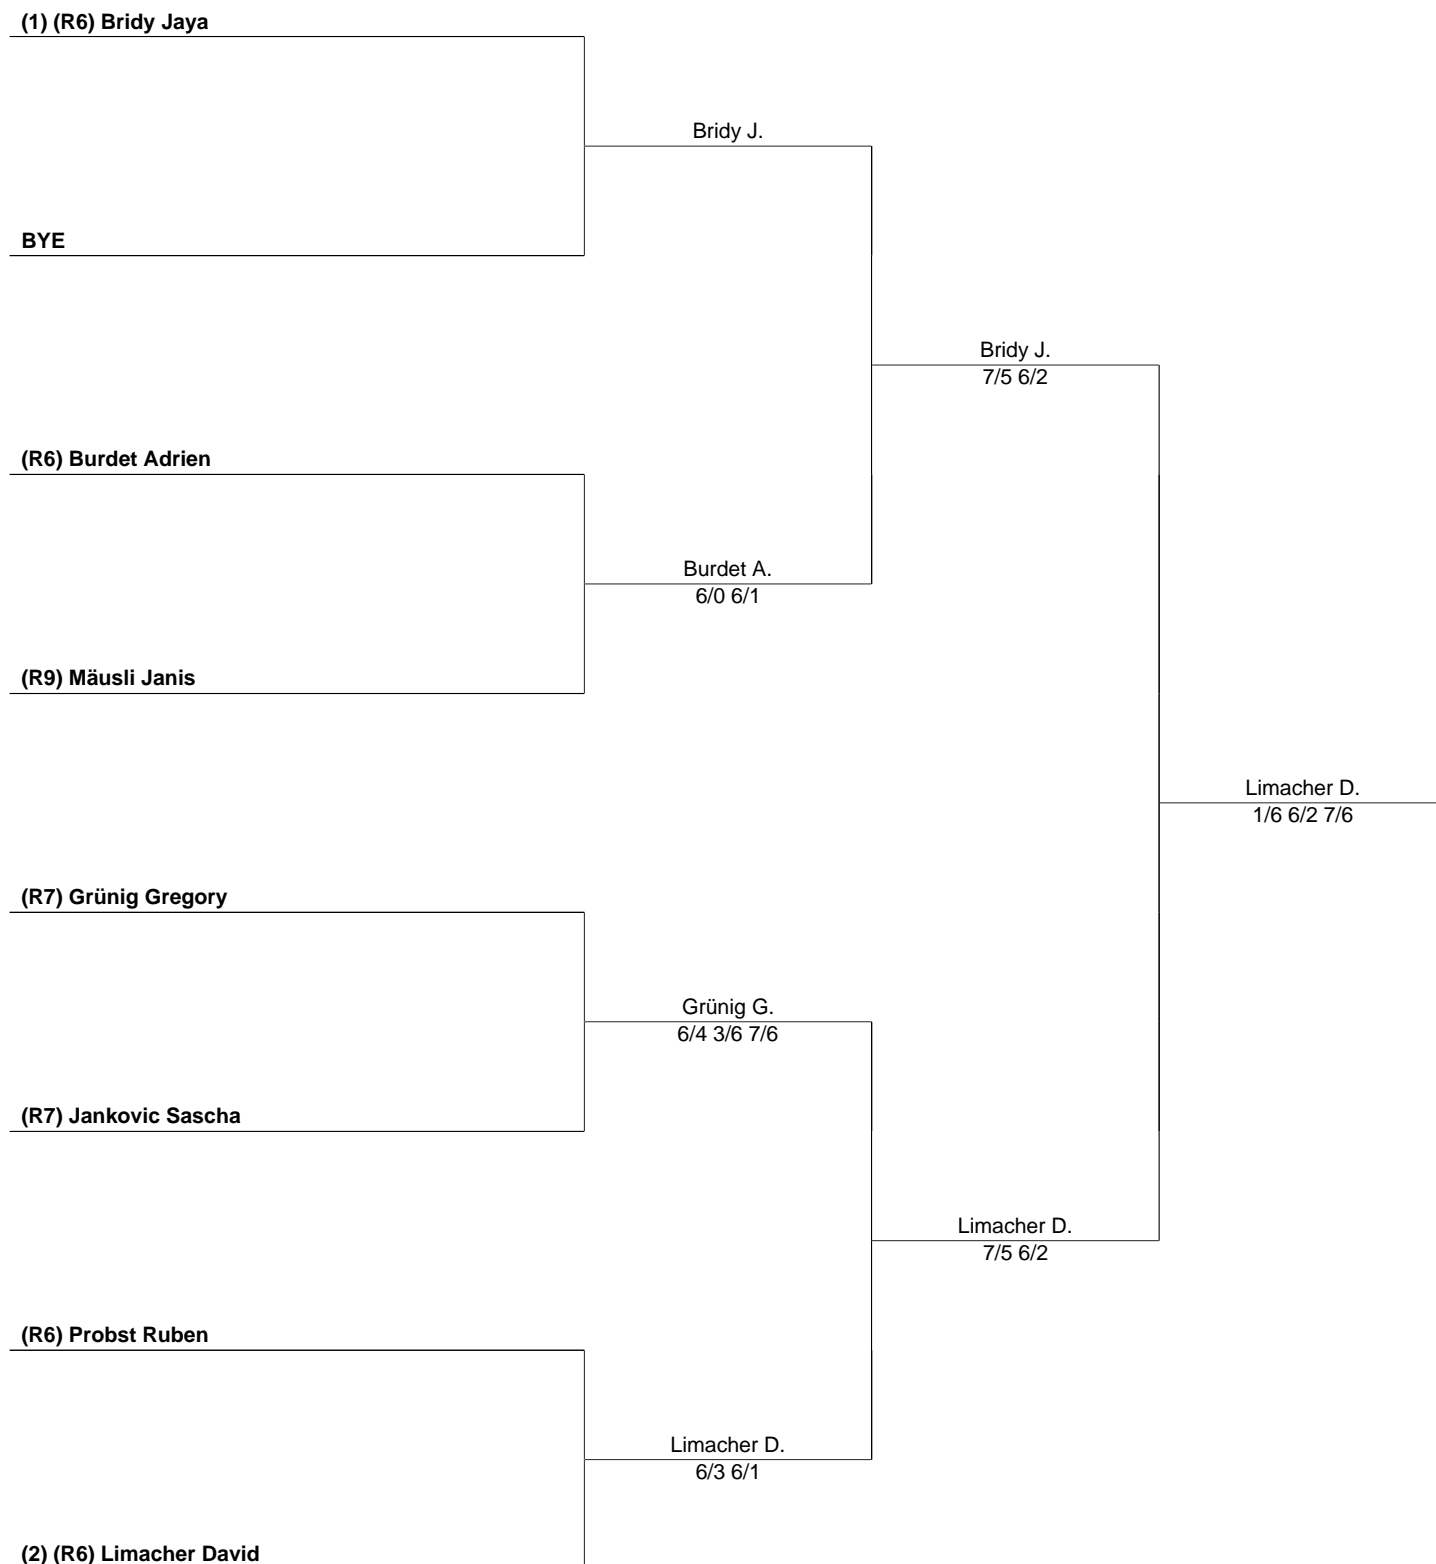 (1) (R6) Bridy Jaya
Bridy J.
BYE
Bridy J.
7/5 6/2
(R6) Burdet Adrien
Burdet A.
6/0 6/1
(R9) Mäusli Janis
Limacher D.
1/6 6/2 7/6
(R7) Grünig Gregory
Grünig G.
6/4 3/6 7/6
(R7) Jankovic Sascha
Limacher D.
7/5 6/2
(R6) Probst Ruben
Limacher D.
6/3 6/1
(2) (R6) Limacher David